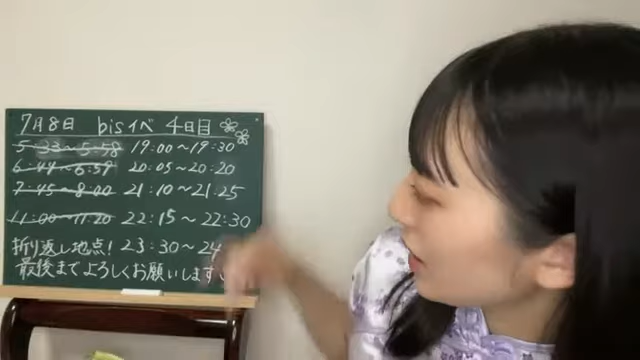 7月8日 bisイベ 4日目
5:33～5:58 19:00～19:30
6:44～6:59 20:05～20:20
7:45～8:00 21:10～21:25
11:00～11:20 22:15～22:30
折り返し地点! 23:30～24
最後までよろしくお願いします